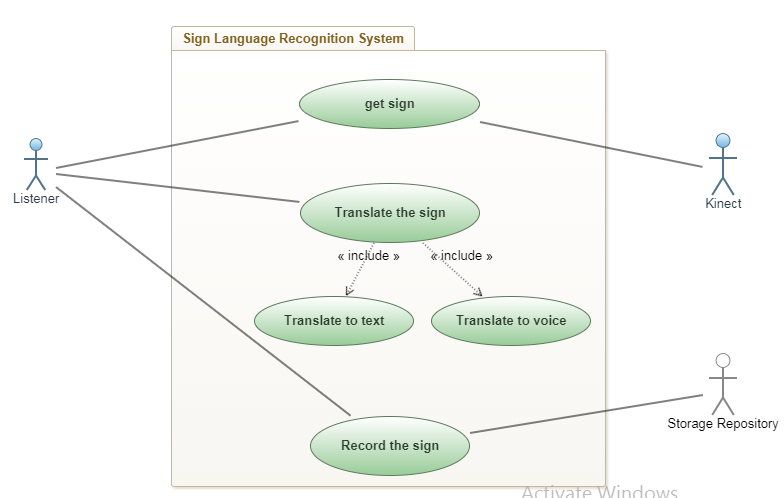 Sign Language Recognition System
get sign
Listener
Kinect
Translate the sign
« include »
« include »
Translate to text
Translate to voice
Storage Repository
Record the sign
Activate Windows